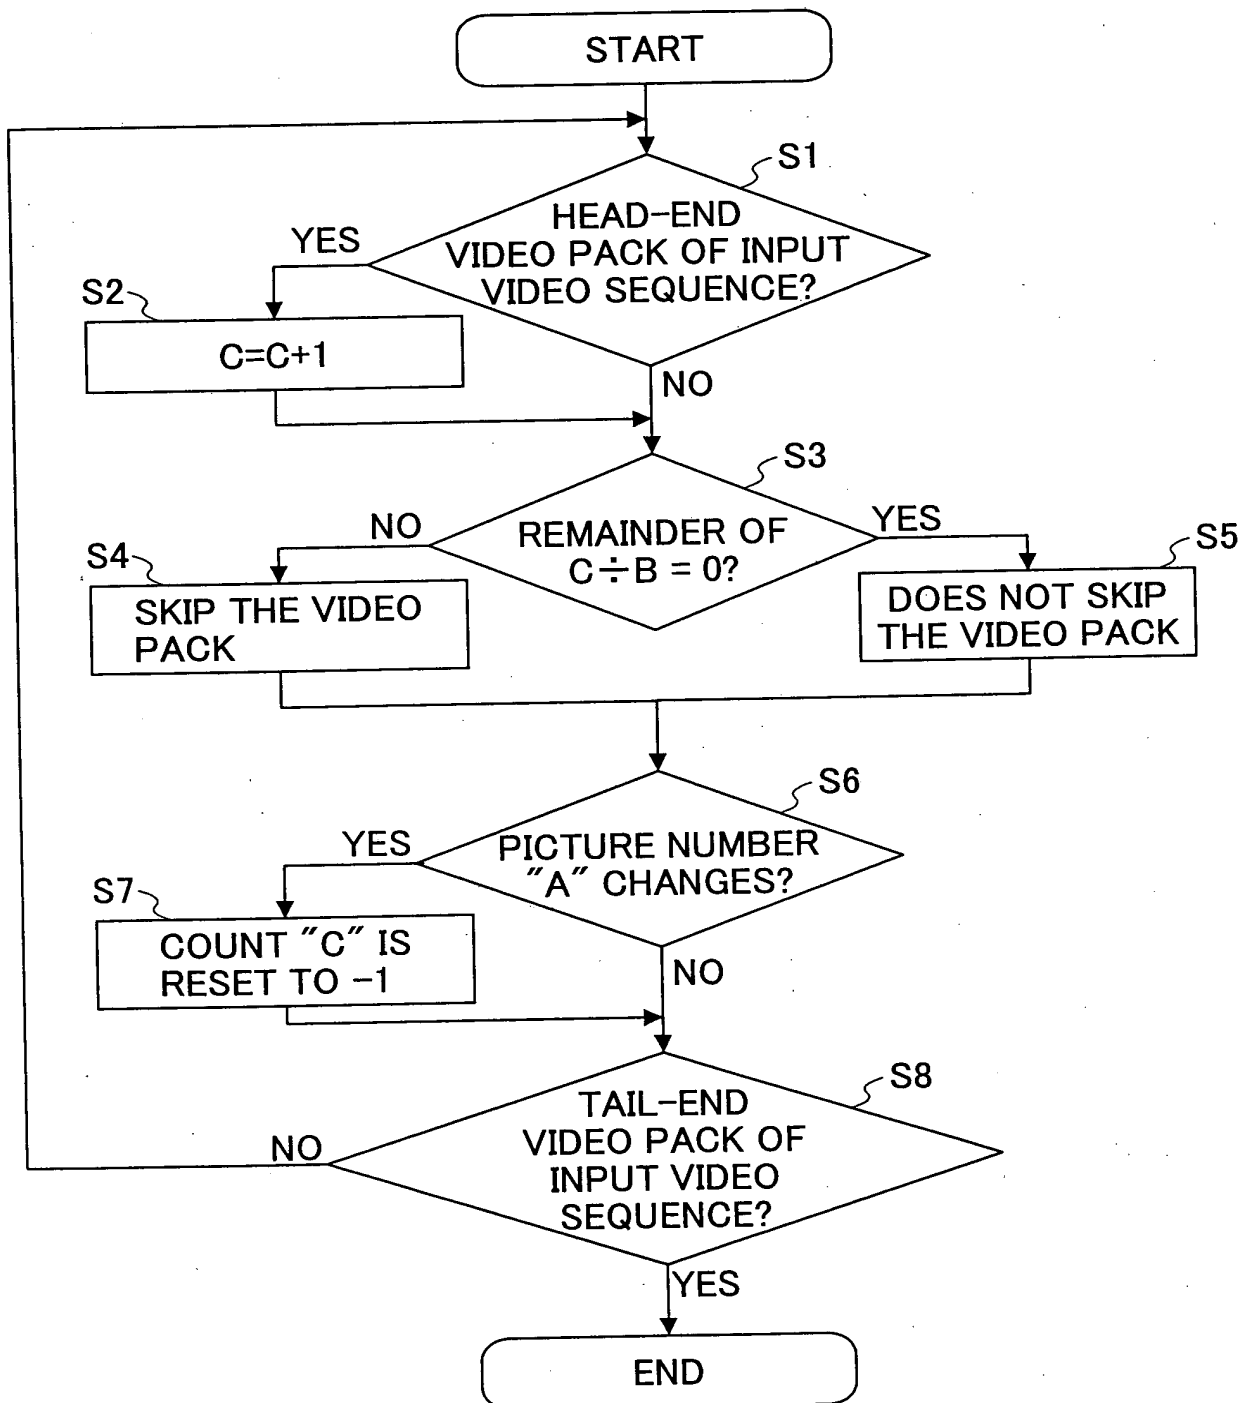 START
S1
HEAD-END
VIDEO PACK OF INPUT
VIDEO SEQUENCE?
YES
S2
C=C+1
NO
S3
REMAINDER OF
C÷B = 0?
NO
YES
S4
SKIP THE VIDEO
PACK
S5
DOES NOT SKIP
THE VIDEO PACK
S6
PICTURE NUMBER
"A" CHANGES?
YES
S7
COUNT "C" IS
RESET TO -1
NO
S8
TAIL-END
VIDEO PACK OF
INPUT VIDEO
SEQUENCE?
NO
YES
END